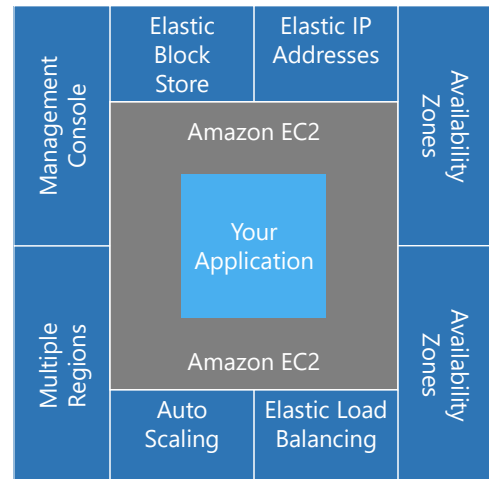 Elastic
Block
Store
Elastic IP
Addresses
Management
Console
Availability
Zones
Amazon EC2
Your
Application
Multiple
Regions
Availability
Zones
Amazon EC2
Auto
Scaling
Elastic Load
Balancing